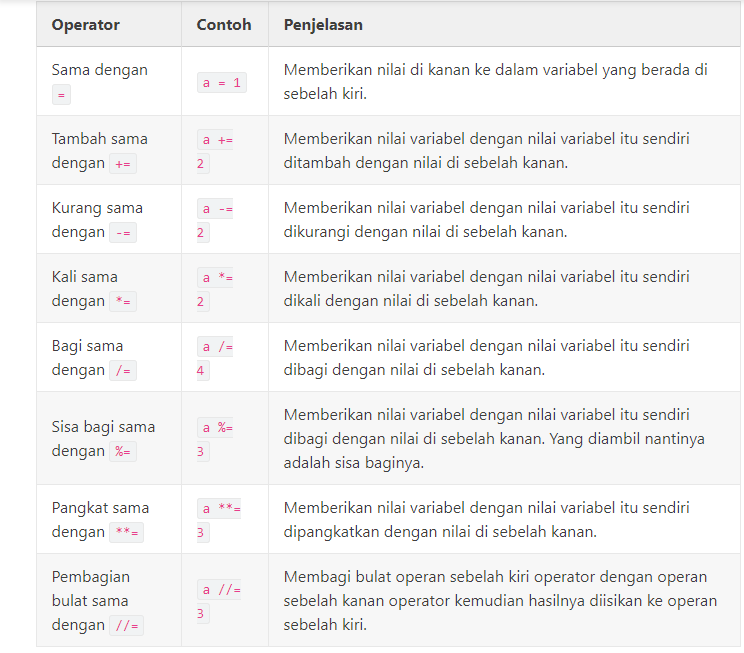 Operator Contoh Penjelasan
Sama dengan
=
a = 1
Memberikan nilai di kanan ke dalam variabel yang berada di
sebelah kiri.
Tambah sama
dengan +=
a +=
2
Memberikan nilai variabel dengan nilai variabel itu sendiri
ditambah dengan nilai di sebelah kanan.
Kurang sama
dengan -=
a -=
2
Memberikan nilai variabel dengan nilai variabel itu sendiri
dikurangi dengan nilai di sebelah kanan.
Kali sama
dengan *=
a *=
2
Memberikan nilai variabel dengan nilai variabel itu sendiri
dikali dengan nilai di sebelah kanan.
Bagi sama
dengan /=
a /=
4
Memberikan nilai variabel dengan nilai variabel itu sendiri
dibagi dengan nilai di sebelah kanan.
Sisa bagi sama
dengan %=
a %=
3
Memberikan nilai variabel dengan nilai variabel itu sendiri
dibagi dengan nilai di sebelah kanan. Yang diambil nantinya
adalah sisa baginya.
Pangkat sama
dengan **=
a **=
3
Memberikan nilai variabel dengan nilai variabel itu sendiri
dipangkatkan dengan nilai di sebelah kanan.
Pembagian
bulat sama
dengan //=
a //=
3
Membagi bulat operan sebelah kiri operator dengan operan
sebelah kanan operator kemudian hasilnya diisikan ke operan
sebelah kiri.